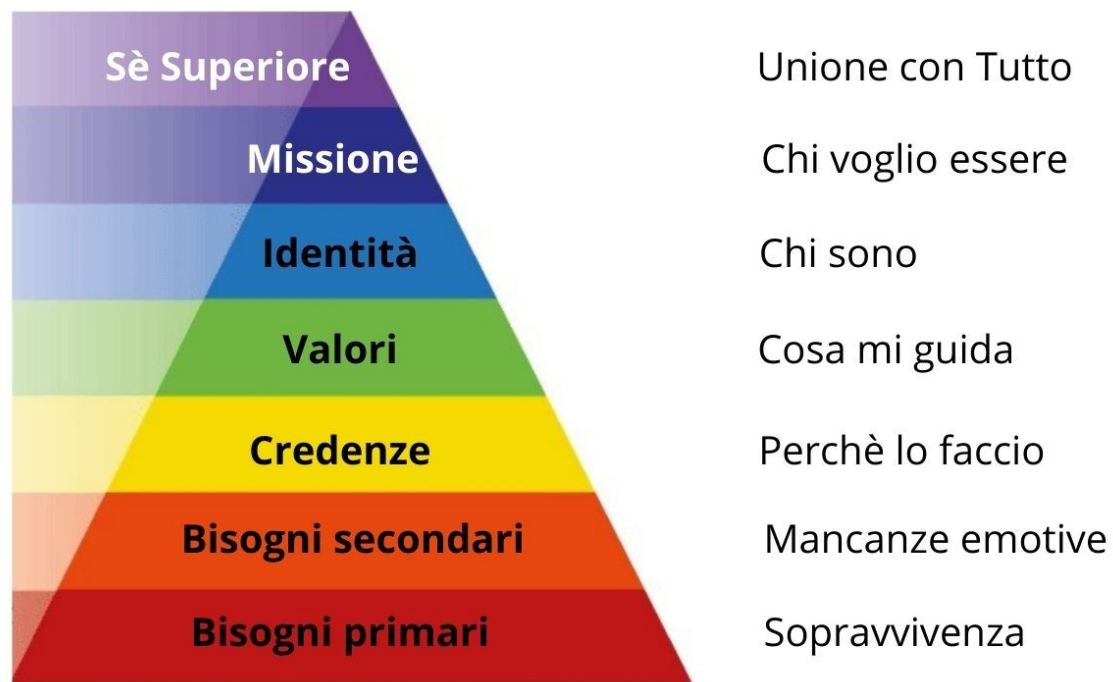 Sè Superiore Unione con Tutto
Missione Chi voglio essere
Identità Chi sono
Valori Cosa mi guida
Credenze Perchè lo faccio
Bisogni secondari Mancanze emotive
Bisogni primari Sopravvivenza